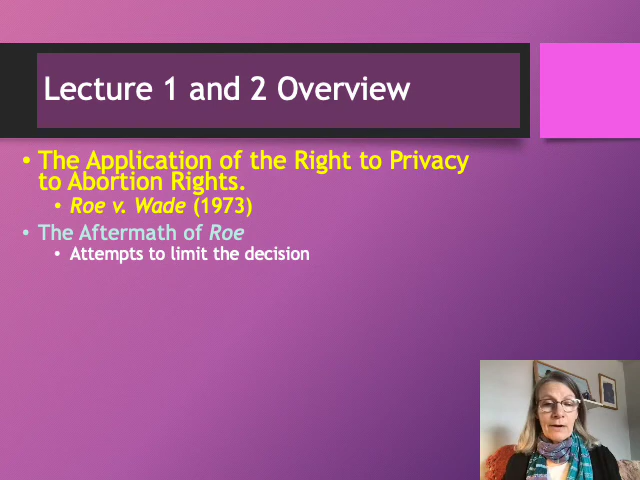 Lecture 1 and 2 Overview
• The Application of the Right to Privacy
to Abortion Rights.
• Roe v. Wade (1973)
• The Aftermath of Roe
• Attempts to limit the decision